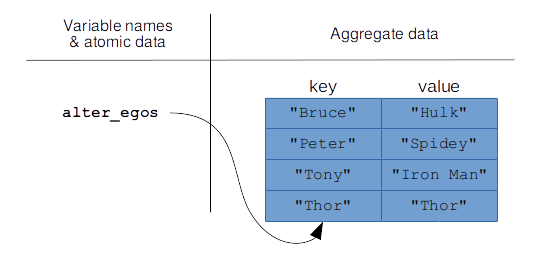 Variable names
& atomic data
Aggregate data
key value
alter_egos
"Bruce" "Hulk"
"Peter" "Spidey"
"Tony" "Iron Man"
"Thor" "Thor"